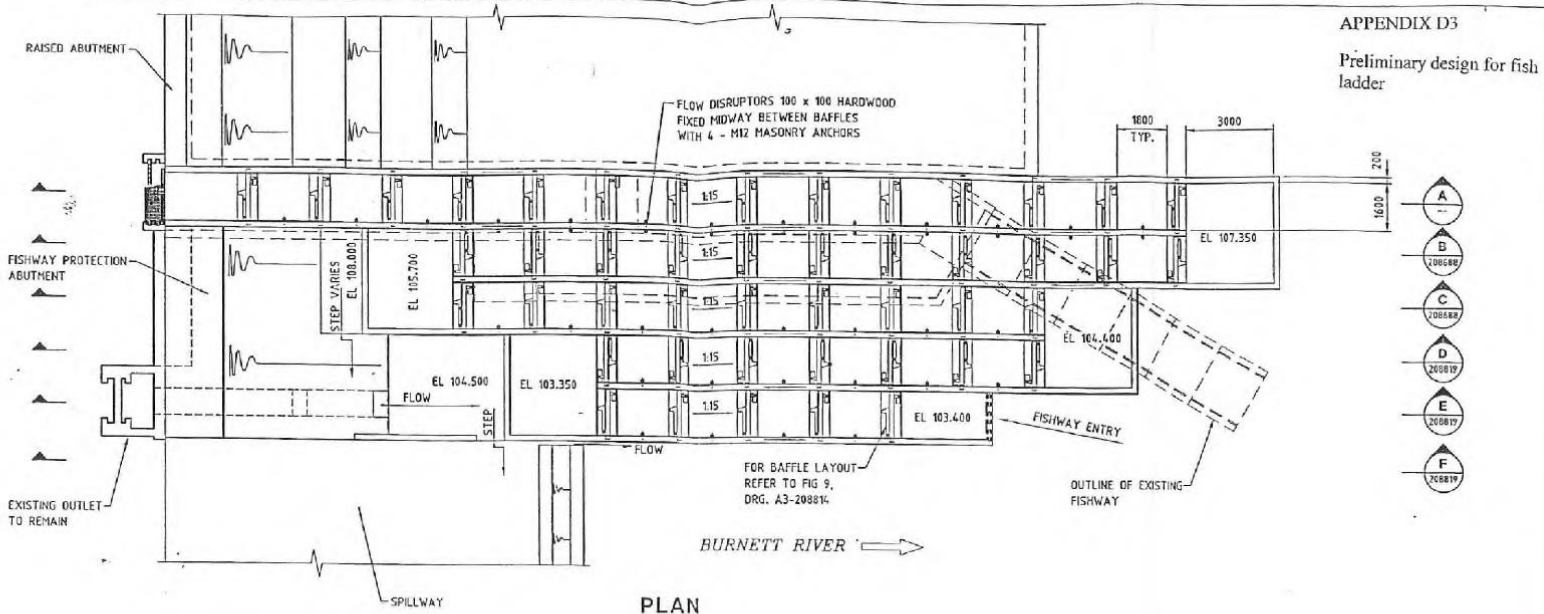 APPENDIX D3
Preliminary design for fish
ladder
RAISED ABUTMENT
FLOW DISRUPTORS 100 x 100 HARDWOOD
FIXED MIDWAY BETWEEN BAFFLES
WITH 4 - M12 MASONRY ANCHORS
1800
TYP.
3000
200
1600
A
--
B
208688
C
208688
D
208819
E
208819
F
208819
1:15
1:15
1:15
1:15
1:15
EL 107.350
FISHWAY PROTECTION
ABUTMENT
STEP VARIES
EL 108.000
EL 105.700
EL 104.400
EL 104.500
EL 103.350
EL 103.400
FLOW
STEP
FLOW
FISHWAY ENTRY
FOR BAFFLE LAYOUT
REFER TO FIG 9,
DRG. A3-208814
OUTLINE OF EXISTING
FISHWAY
EXISTING OUTLET
TO REMAIN
BURNETT RIVER
SPILLWAY
PLAN